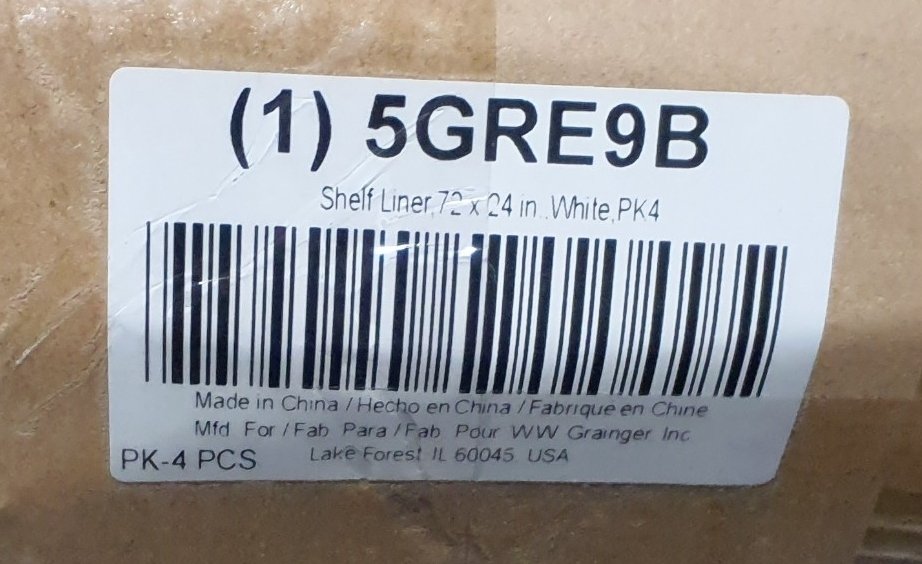 (1) 5GRE9B
Shelf Liner,72 x 24 in.,White,PK4
Made in China / Hecho en China / Fabriqué en Chine
Mfd For / Fab Para / Fab Pour WW Grainger Inc
PK-4 PCS Lake Forest IL 60045 USA